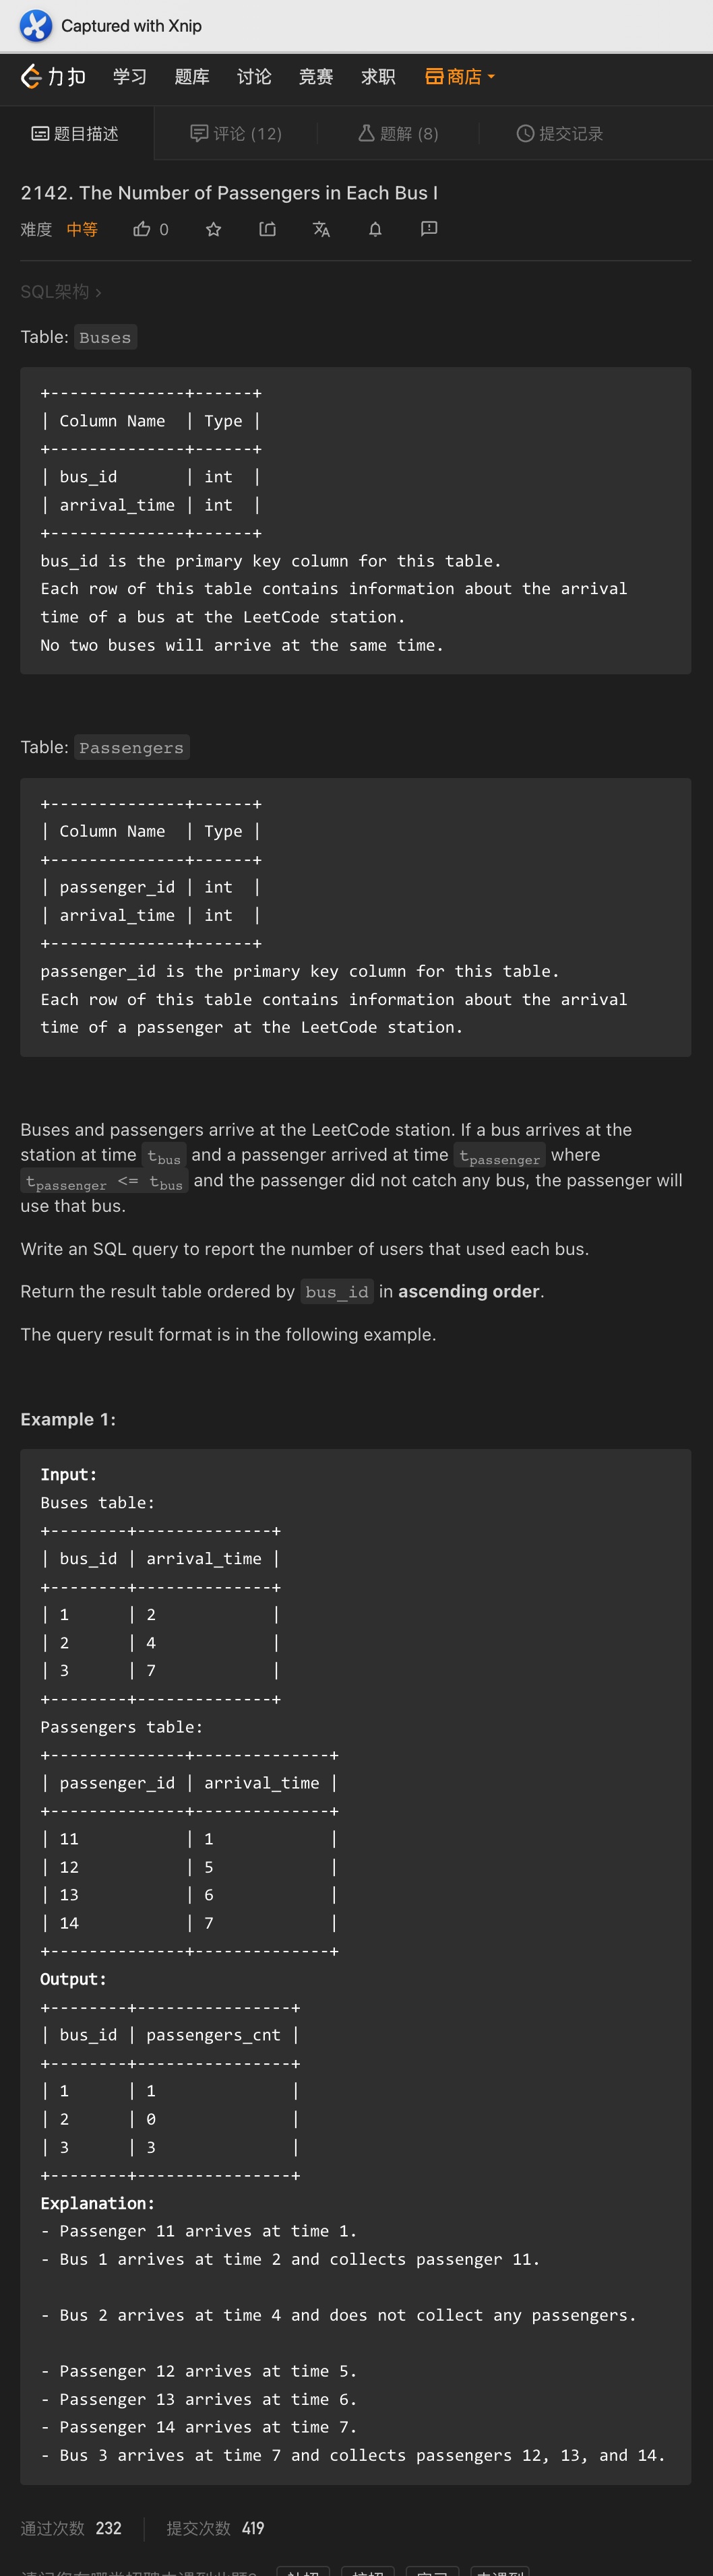 Captured with Xnip
力扣 学习 题库 讨论 竞赛 求职 商店
题目描述 评论 (12) 题解 (8) 提交记录
2142. The Number of Passengers in Each Bus I
难度 中等 0
SQL架构 ›
Table: Buses
+--------------+------+
| Column Name  | Type |
+--------------+------+
| bus_id       | int  |
| arrival_time | int  |
+--------------+------+
bus_id is the primary key column for this table.
Each row of this table contains information about the arrival
time of a bus at the LeetCode station.
No two buses will arrive at the same time.
Table: Passengers
+--------------+------+
| Column Name  | Type |
+--------------+------+
| passenger_id | int  |
| arrival_time | int  |
+--------------+------+
passenger_id is the primary key column for this table.
Each row of this table contains information about the arrival
time of a passenger at the LeetCode station.
Buses and passengers arrive at the LeetCode station. If a bus arrives at the
station at time tbus and a passenger arrived at time tpassenger where
tpassenger <= tbus and the passenger did not catch any bus, the passenger will
use that bus.
Write an SQL query to report the number of users that used each bus.
Return the result table ordered by bus_id in ascending order.
The query result format is in the following example.
Example 1:
Input:
Buses table:
+--------+--------------+
| bus_id | arrival_time |
+--------+--------------+
| 1      | 2            |
| 2      | 4            |
| 3      | 7            |
+--------+--------------+
Passengers table:
+--------------+--------------+
| passenger_id | arrival_time |
+--------------+--------------+
| 11           | 1            |
| 12           | 5            |
| 13           | 6            |
| 14           | 7            |
+--------------+--------------+
Output:
+--------+----------------+
| bus_id | passengers_cnt |
+--------+----------------+
| 1      | 1              |
| 2      | 0              |
| 3      | 3              |
+--------+----------------+
Explanation:
- Passenger 11 arrives at time 1.
- Bus 1 arrives at time 2 and collects passenger 11.
- Bus 2 arrives at time 4 and does not collect any passengers.
- Passenger 12 arrives at time 5.
- Passenger 13 arrives at time 6.
- Passenger 14 arrives at time 7.
- Bus 3 arrives at time 7 and collects passengers 12, 13, and 14.
通过次数 232 提交次数 419